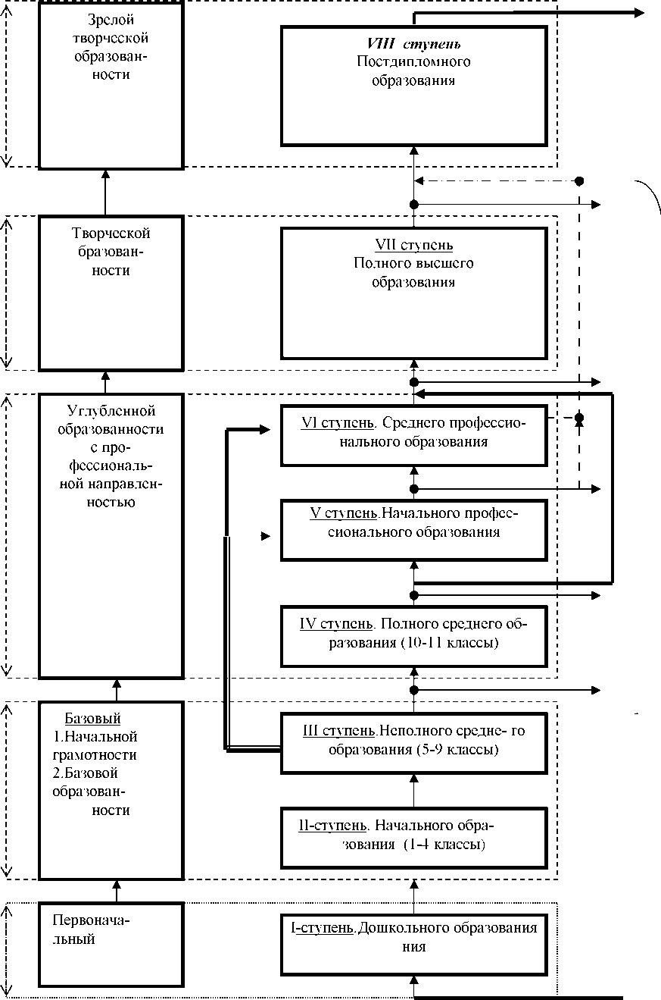 Зрелой
творческой
образован-
ности
VIII ступень
Постдипломного
образования
Творческой
бразован-
ности
VII ступень
Полного высшего
образования
Углубленной
образованности
с про-
фессиональ-
ной направлен-
ностью
VI ступень. Среднего профессио-
нального образования
V ступень.Начального профес-
сионального образования
IV ступень. Полного среднего об-
разования (10-11 классы)
Базовый
1.Начальной
грамотности
2.Базовой
образован-
ности
III ступень.Неполного средне- го
образования (5-9 классы)
II-ступень. Начального обра-
зования (1-4 классы)
Первонача-
льный
I-ступень.Дошкольного образования
ния